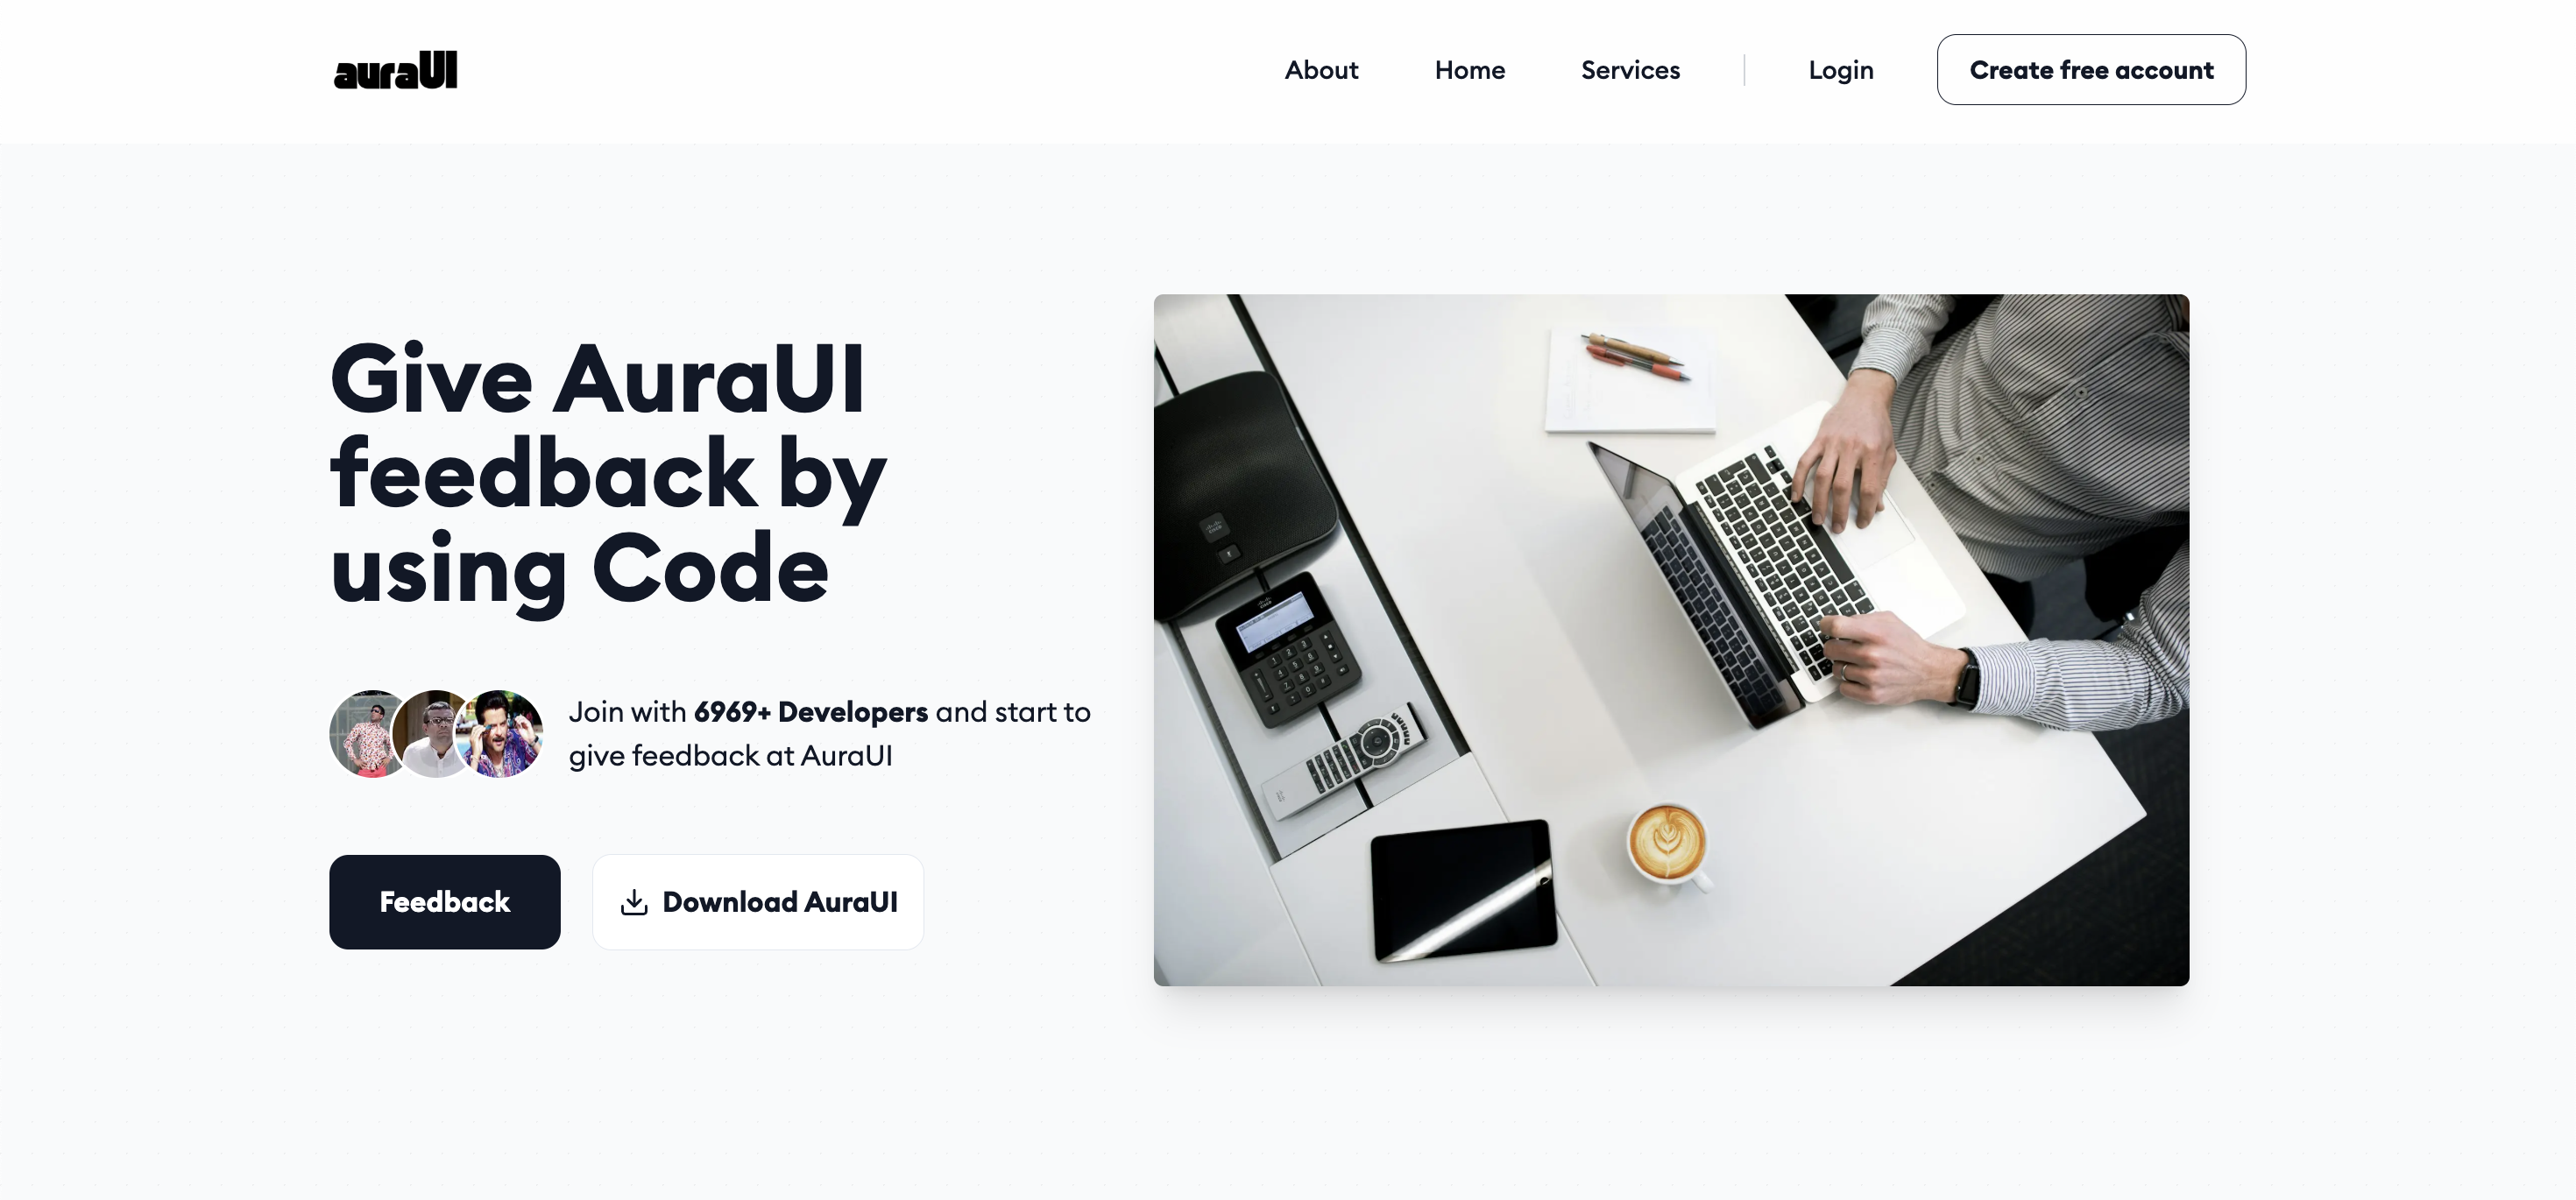 auraUI
About
Home
Services
Login
Create free account
Give AuraUI
feedback by
using Code
Join with 6969+ Developers and start to
give feedback at AuraUI
Feedback
Download AuraUI